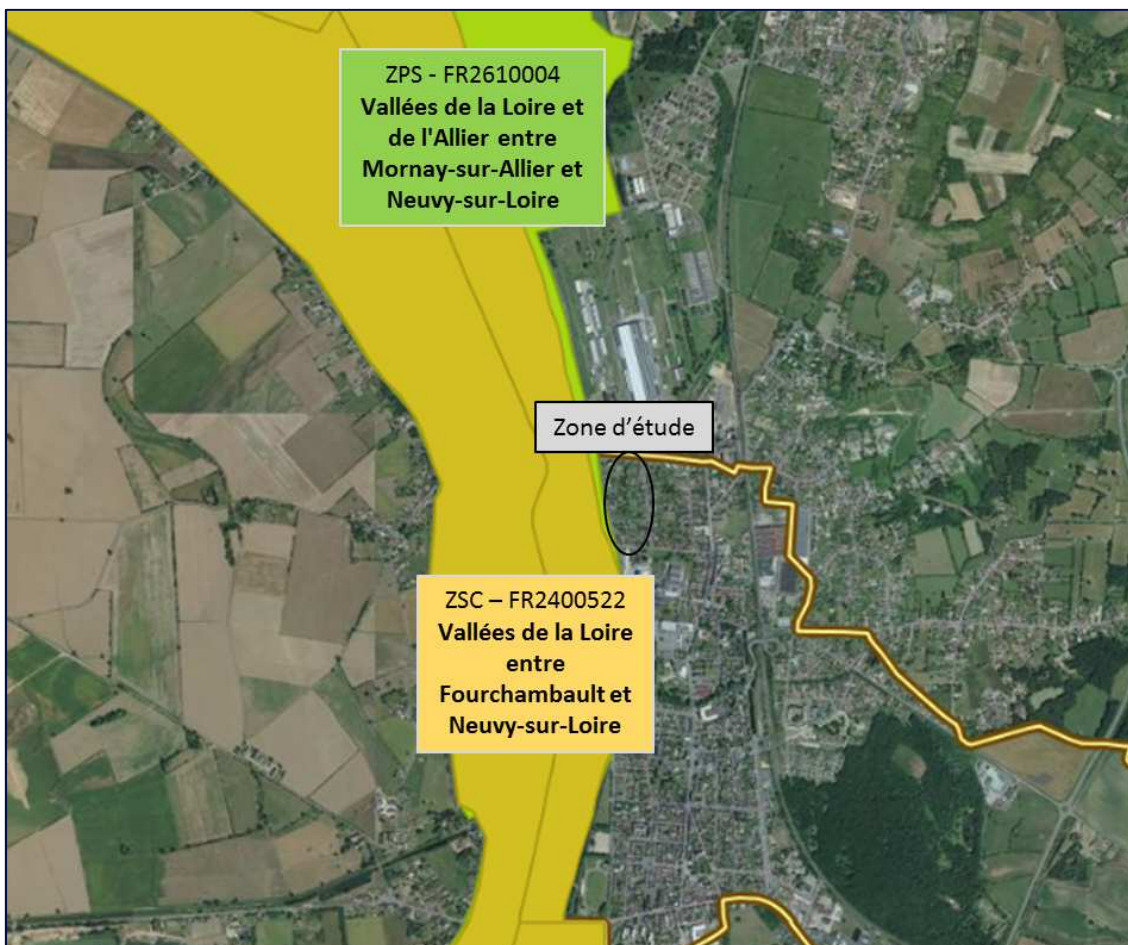 ZPS - FR2610004
Vallées de la Loire et
de l'Allier entre
Mornay-sur-Allier et
Neuvy-sur-Loire
Zone d’étude
ZSC – FR2400522
Vallées de la Loire
entre
Fourchambault et
Neuvy-sur-Loire